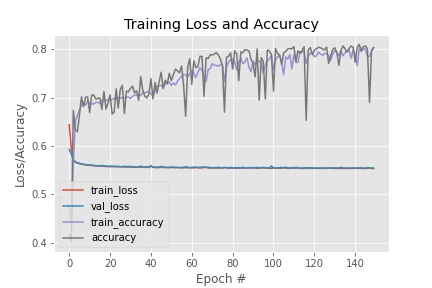 Training Loss and Accuracy
0.8
0.7
0.6
0.5
0.4
Loss/Accuracy
train_loss
val_loss
train_accuracy
accuracy
0 20 40 60 80 100 120 140
Epoch #